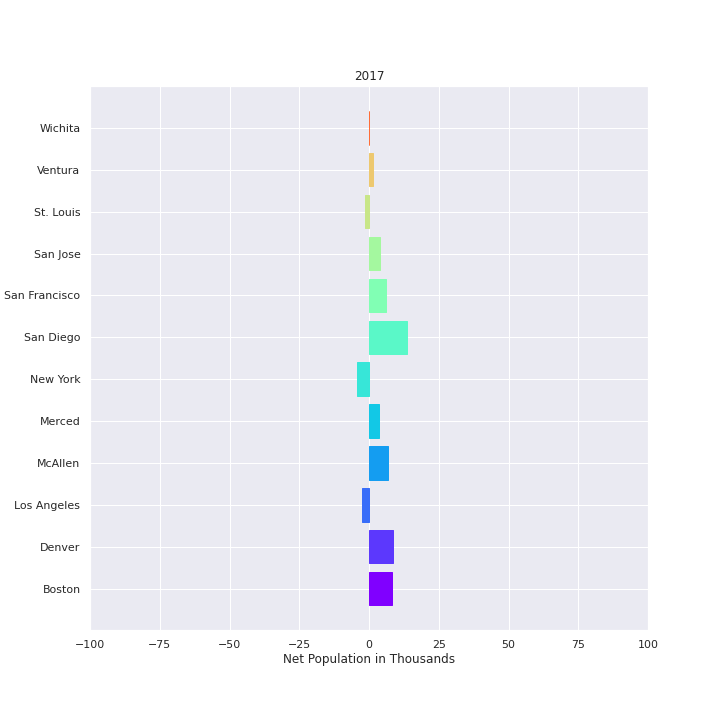 2017
Wichita
Ventura
St. Louis
San Jose
San Francisco
San Diego
New York
Merced
McAllen
Los Angeles
Denver
Boston
−100 −75 −50 −25 0 25 50 75 100
Net Population in Thousands